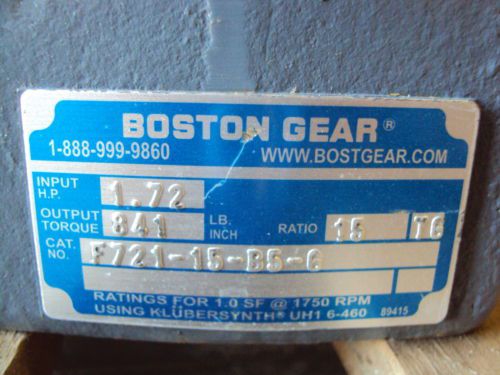 BOSTON GEAR®
1-888-999-9860 WWW.BOSTGEAR.COM
INPUT H.P. 1.72
OUTPUT TORQUE 841 LB. INCH RATIO 15 TG
CAT. NO. F721-15-B5-G
RATINGS FOR 1.0 SF @ 1750 RPM
USING KLÜBERSYNTH® UH1 6-460 89415